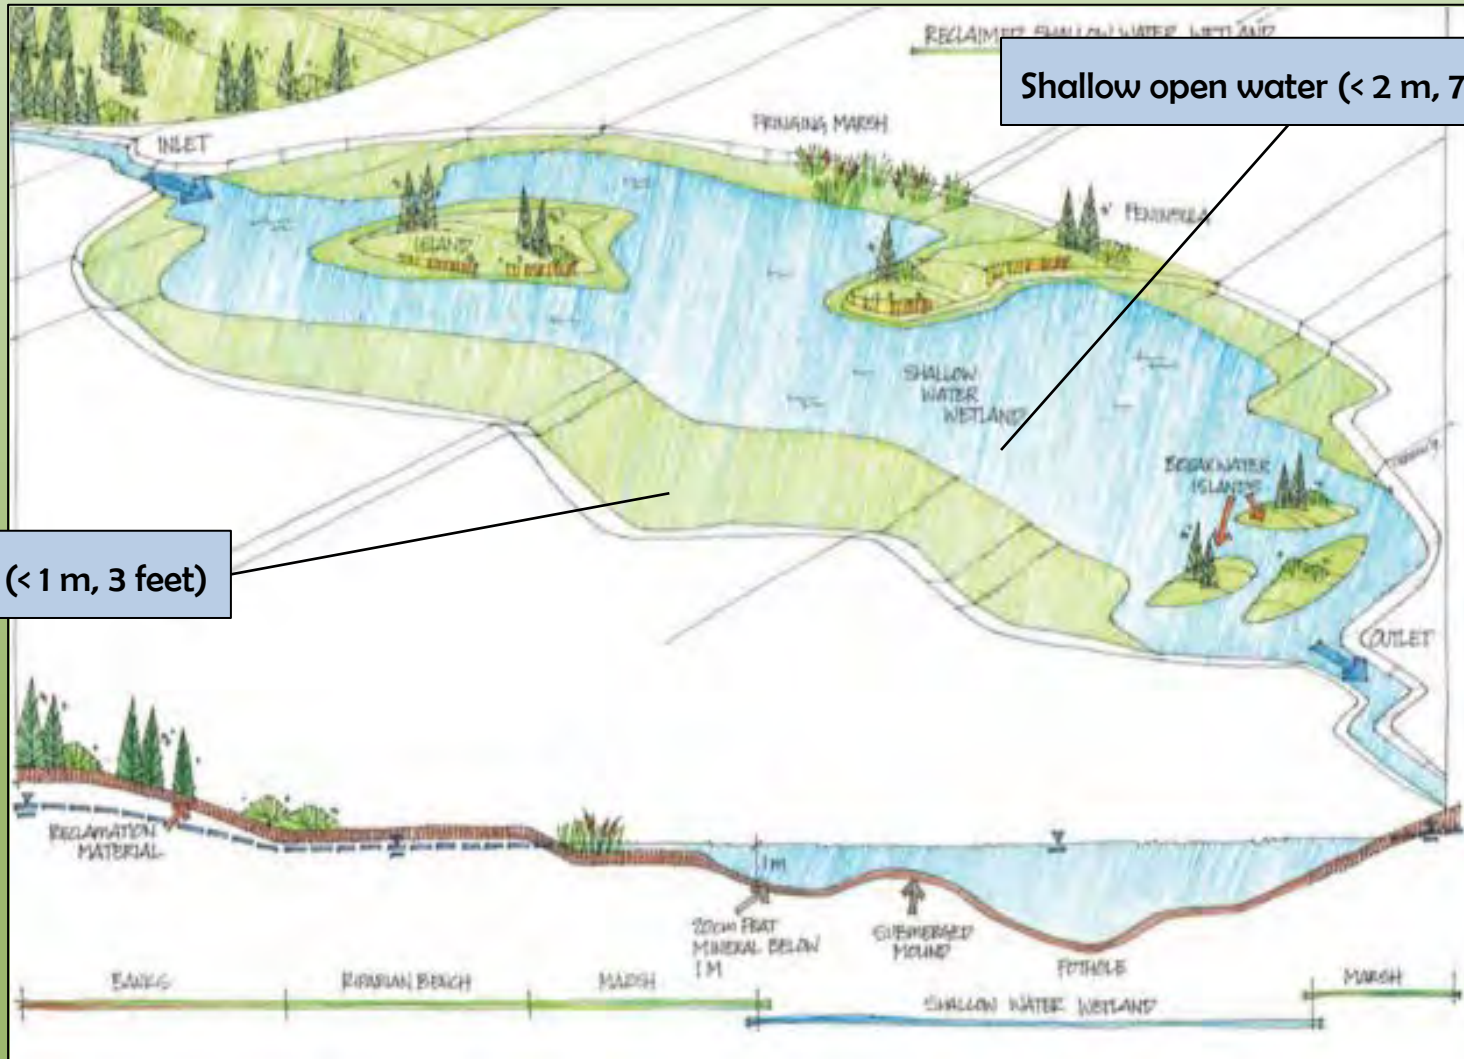 RECLAIMED SHALLOW WATER WETLAND
Shallow open water (< 2 m, 7
FRINGING MARSH
INLET
PENINSULA
ISLAND
SHALLOW
WATER
WETLAND
BREAKWATER
ISLANDS
(< 1 m, 3 feet)
OUTLET
RECLAMATION
MATERIAL
1m
20cm PEAT
MINERAL BELOW
1 M
SUBMERGED
MOUND
POTHOLE
BANKS
RIPARIAN BENCH
MARSH
SHALLOW WATER WETLAND
MARSH